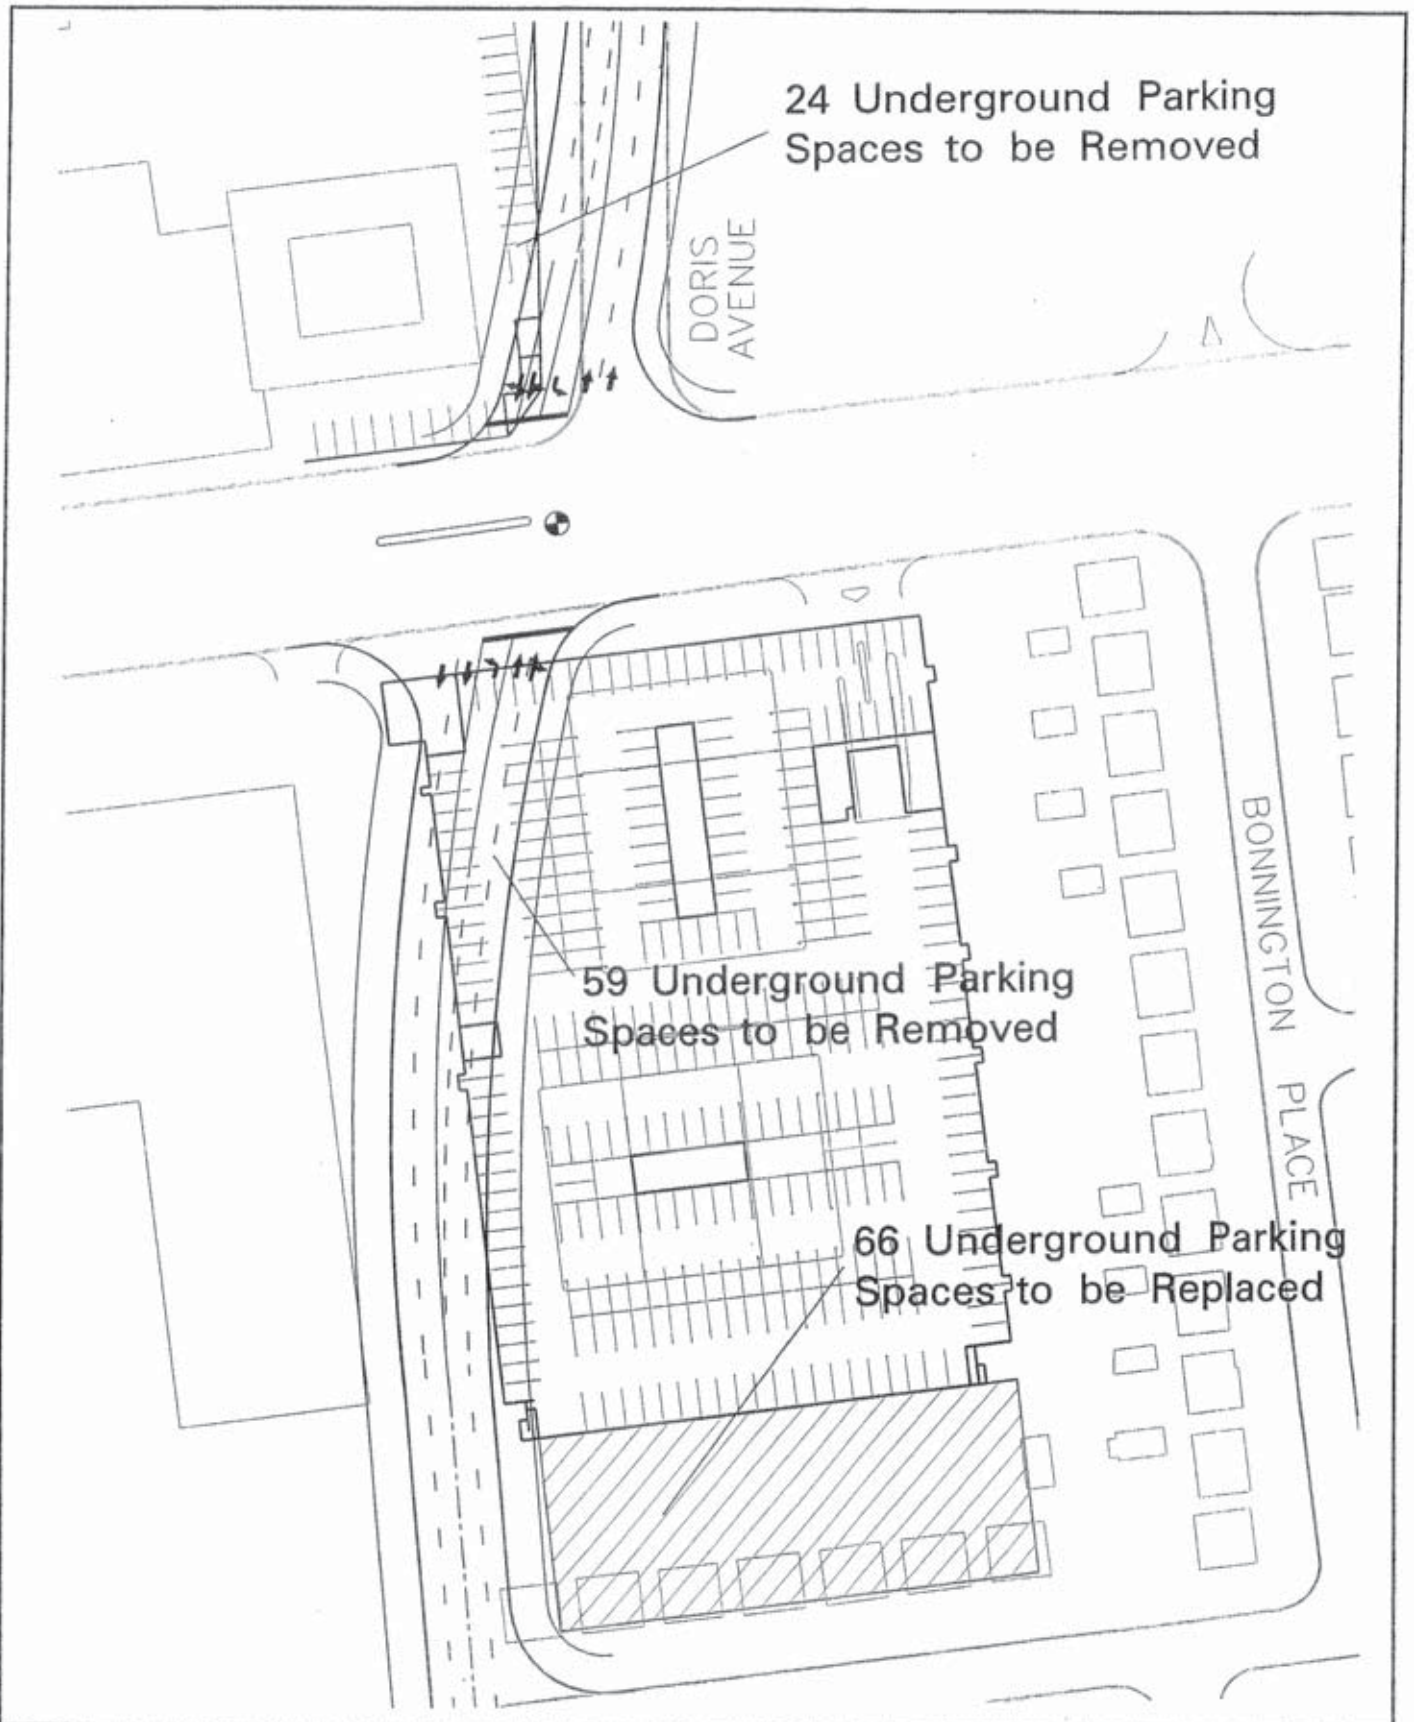 24 Underground Parking
Spaces to be Removed
DORIS
AVENUE
BONNINGTON PLACE
59 Underground Parking
Spaces to be Removed
66 Underground Parking
Spaces to be Replaced